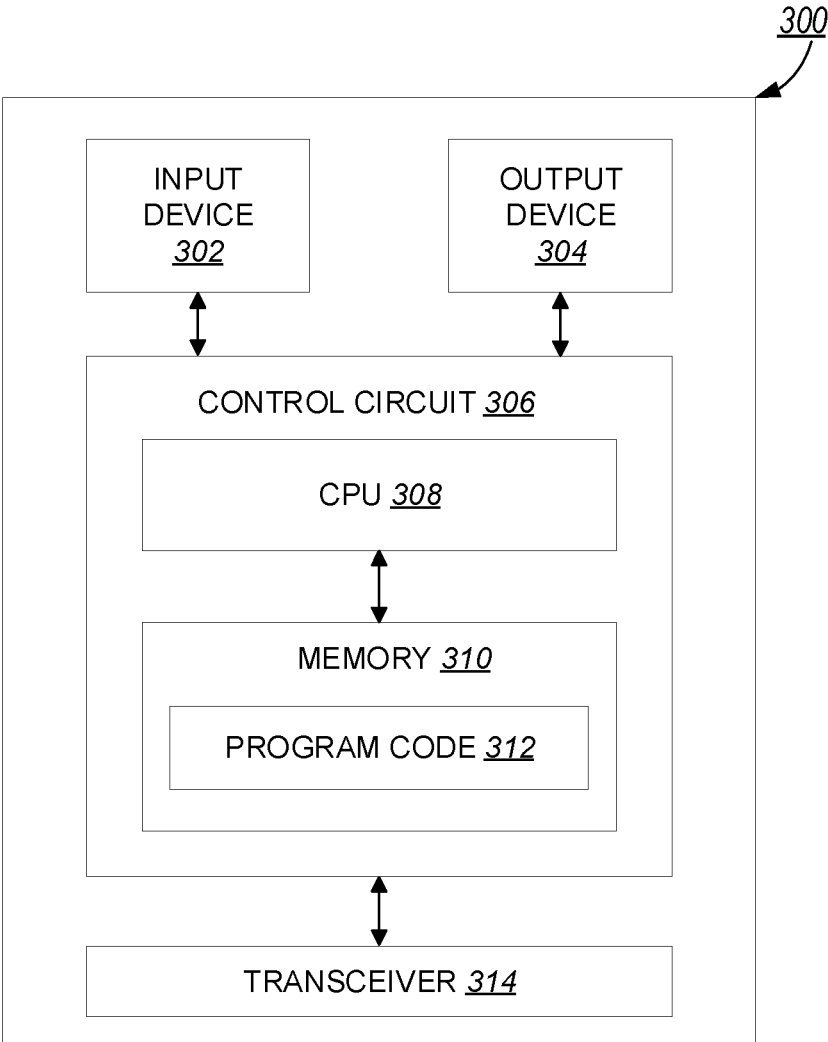 300
INPUT
DEVICE
302
OUTPUT
DEVICE
304
CONTROL CIRCUIT 306
CPU 308
MEMORY 310
PROGRAM CODE 312
TRANSCEIVER 314